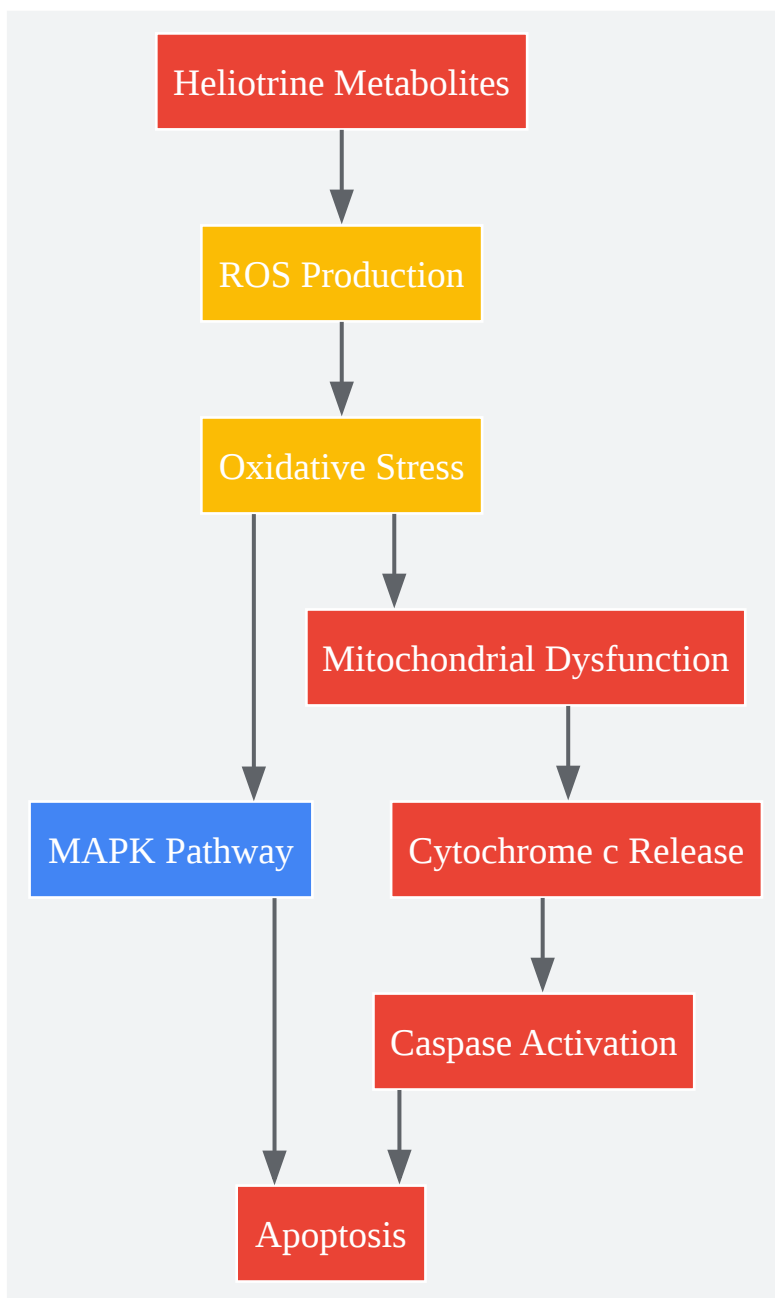 Heliotrine Metabolites
ROS Production
Oxidative Stress
Mitochondrial Dysfunction
MAPK Pathway
Cytochrome c Release
Caspase Activation
Apoptosis